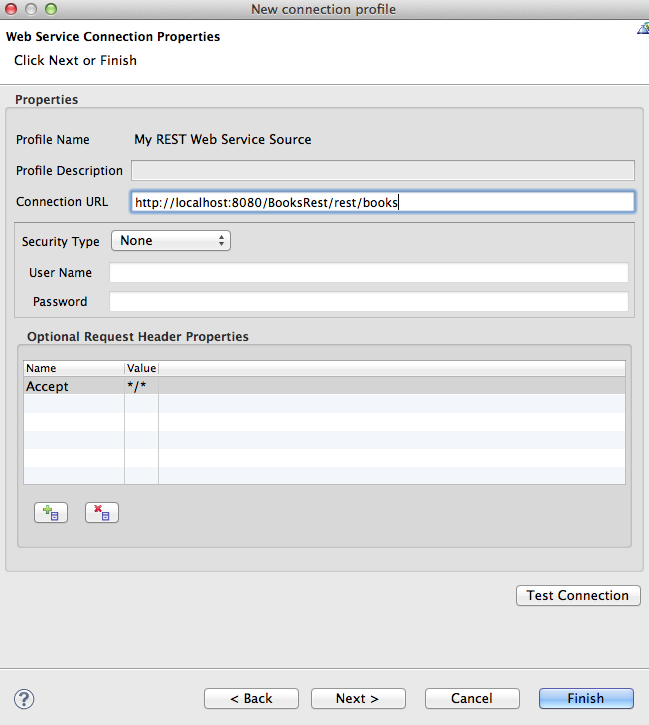 New connection profile
Web Service Connection Properties
Click Next or Finish
Properties
Profile Name My REST Web Service Source
Profile Description
Connection URL http://localhost:8080/BooksRest/rest/books
Security Type None
User Name
Password
Optional Request Header Properties
Name Value
Accept */*
Test Connection
? < Back Next > Cancel Finish